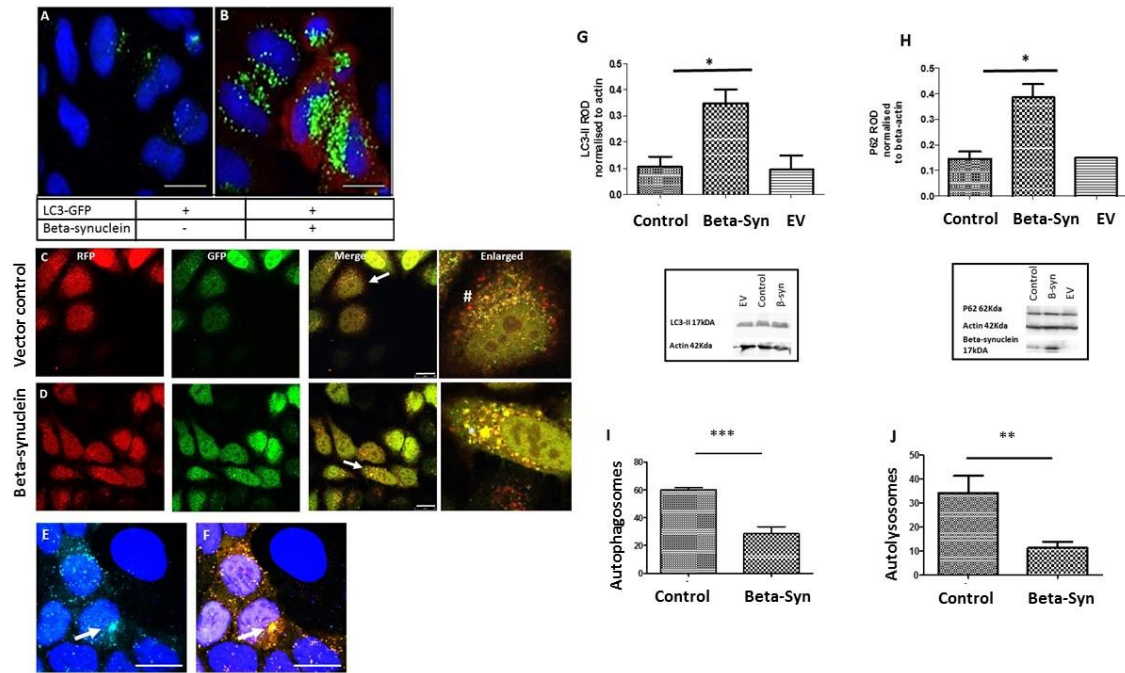 A
B
LC3-GFP + +
Beta-synuclein - +
C
RFP
GFP
Merge
Enlarged
Vector control
#
D
Beta-synuclein
*
E
F
G
*
LC3-II ROD
normalised to actin
0.5
0.4
0.3
0.2
0.1
0.0
Control Beta-Syn EV
EV
Control
β-syn
LC3-II 17kDA
Actin 42Kda
H
*
P62 ROD
normalised
to beta-actin
0.5
0.4
0.3
0.2
0.1
0.0
Control Beta-Syn EV
Control
B-syn
EV
P62 62Kda
Actin 42Kda
Beta-synuclein
17kDA
I
***
Autophagosomes
80
60
40
20
0
Control Beta-Syn
J
**
Autolysosomes
50
40
30
20
10
0
Control Beta-Syn